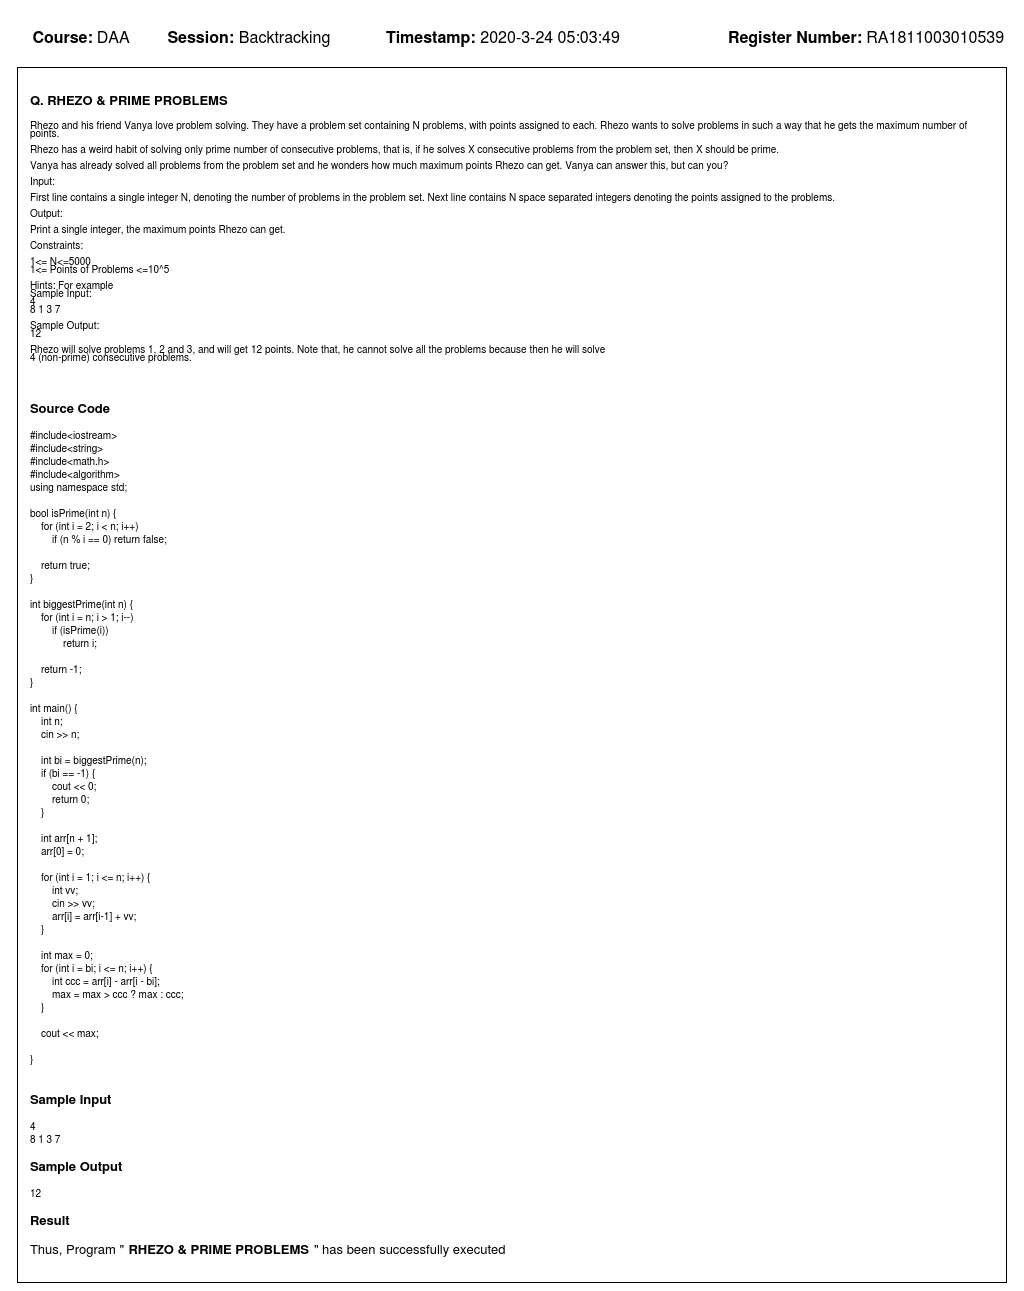 Course: DAA Session: Backtracking Timestamp: 2020-3-24 05:03:49 Register Number: RA1811003010539
Q. RHEZO & PRIME PROBLEMS
Rhezo and his friend Vanya love problem solving. They have a problem set containing N problems, with points assigned to each. Rhezo wants to solve problems in such a way that he gets the maximum number of
points.
Rhezo has a weird habit of solving only prime number of consecutive problems, that is, if he solves X consecutive problems from the problem set, then X should be prime.
Vanya has already solved all problems from the problem set and he wonders how much maximum points Rhezo can get. Vanya can answer this, but can you?
Input:
First line contains a single integer N, denoting the number of problems in the problem set. Next line contains N space separated integers denoting the points assigned to the problems.
Output:
Print a single integer, the maximum points Rhezo can get.
Constraints:
1<= N<=5000
1<= Points of Problems <=10^5
Hints: For example
Sample Input:
4
8 1 3 7
Sample Output:
12
Rhezo will solve problems 1, 2 and 3, and will get 12 points. Note that, he cannot solve all the problems because then he will solve
4 (non-prime) consecutive problems.
Source Code
#include<iostream>
#include<string>
#include<math.h>
#include<algorithm>
using namespace std;
bool isPrime(int n) {
for (int i = 2; i < n; i++)
if (n % i == 0) return false;
return true;
}
int biggestPrime(int n) {
for (int i = n; i > 1; i--)
if (isPrime(i))
return i;
return -1;
}
int main() {
int n;
cin >> n;
int bi = biggestPrime(n);
if (bi == -1) {
cout << 0;
return 0;
}
int arr[n + 1];
arr[0] = 0;
for (int i = 1; i <= n; i++) {
int vv;
cin >> vv;
arr[i] = arr[i-1] + vv;
}
int max = 0;
for (int i = bi; i <= n; i++) {
int ccc = arr[i] - arr[i - bi];
max = max > ccc ? max : ccc;
}
cout << max;
}
Sample Input
4
8 1 3 7
Sample Output
12
Result
Thus, Program " RHEZO & PRIME PROBLEMS " has been successfully executed